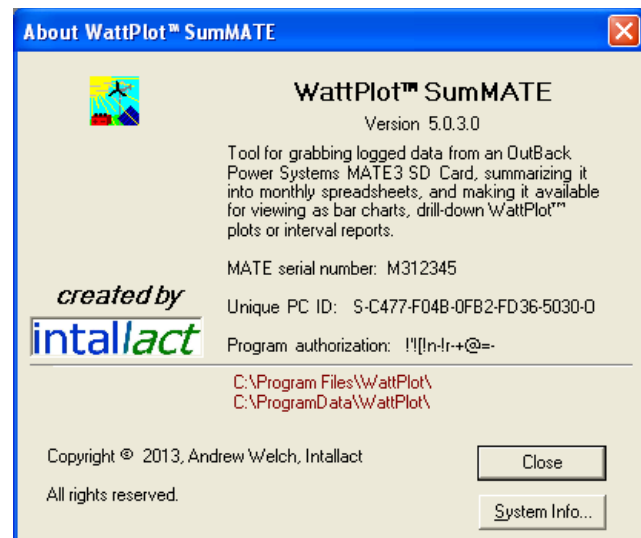 About WattPlot™ SumMATE
WattPlot™ SumMATE
Version 5.0.3.0
Tool for grabbing logged data from an OutBack
Power Systems MATE3 SD Card, summarizing it
into monthly spreadsheets, and making it available
for viewing as bar charts, drill-down WattPlot™
plots or interval reports.
MATE serial number: M312345
created by
intallact
Unique PC ID: S-C477-F04B-0FB2-FD36-5030-O
Program authorization: !'![!n-!r-+@=-
C:\Program Files\WattPlot\
C:\ProgramData\WattPlot\
Copyright © 2013, Andrew Welch, Intallact
All rights reserved.
Close
System Info...